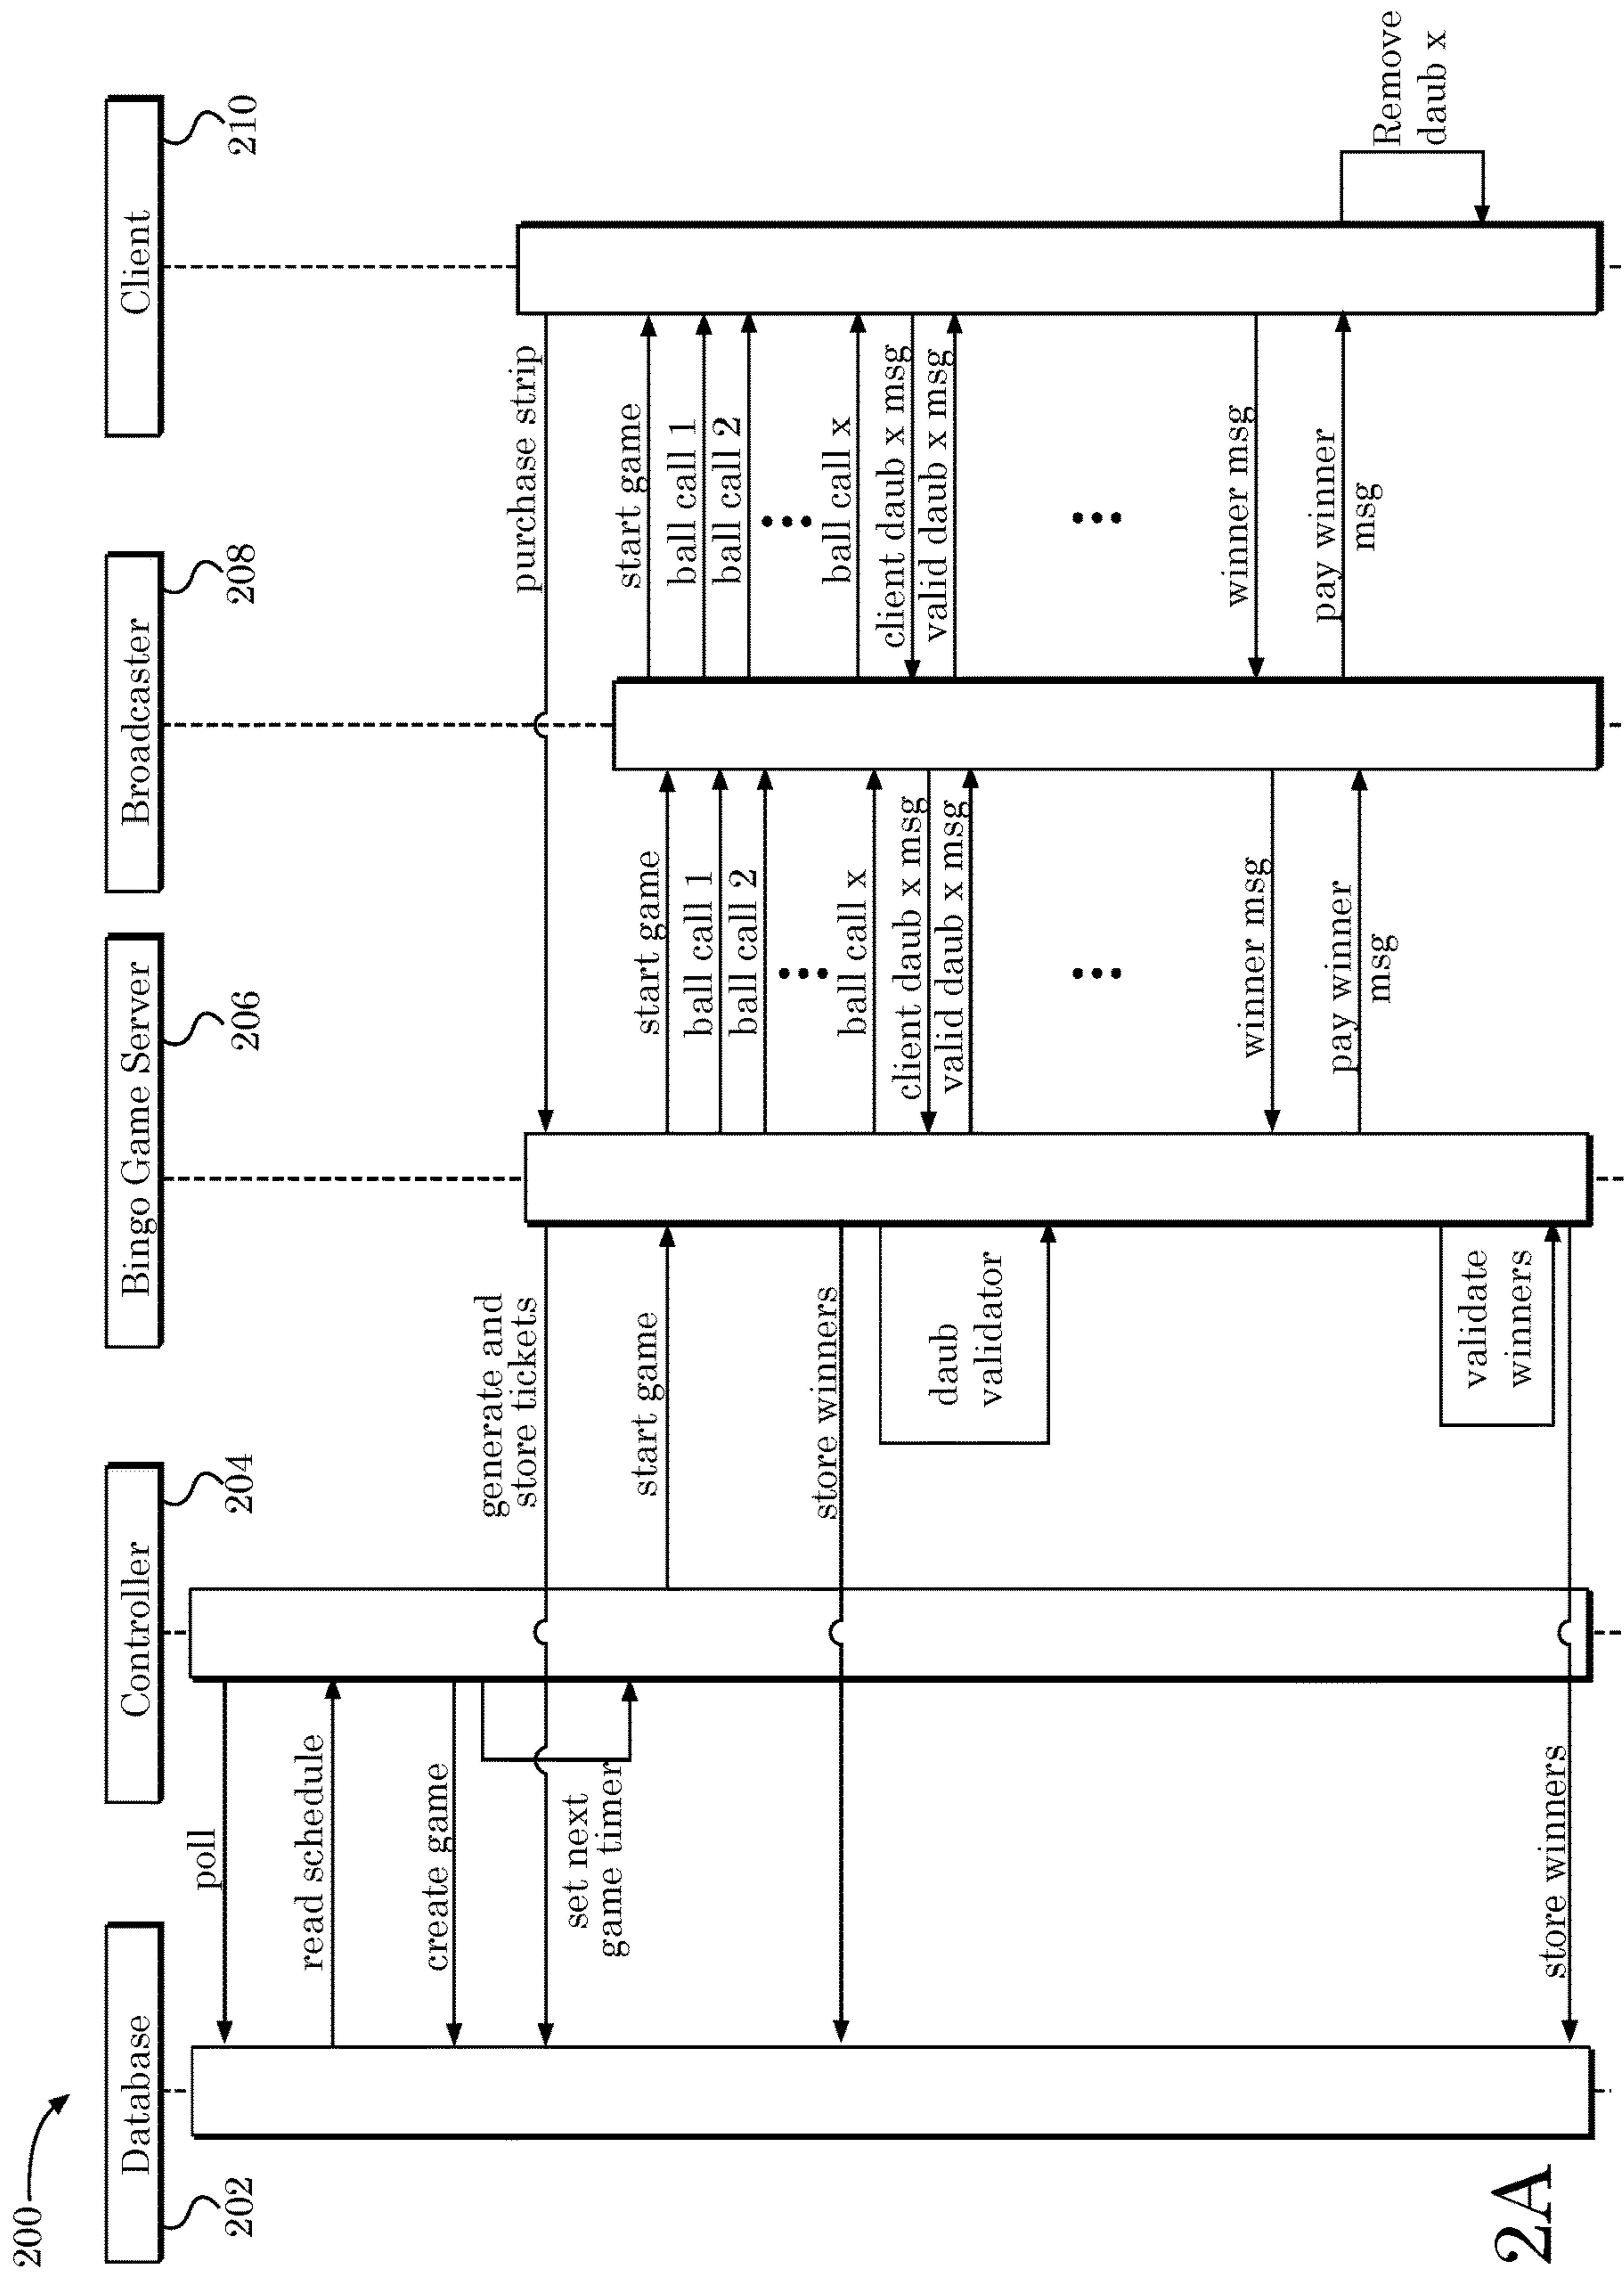 200
Database
202
Controller
204
Bingo Game Server
206
Broadcaster
208
Client
210
poll
read schedule
create game
set next
game timer
purchase strip
generate and
store tickets
start game
start game
start game
ball call 1
ball call 1
ball call 2
ball call 2
store winners
ball call x
ball call x
client daub x msg
client daub x msg
valid daub x msg
valid daub x msg
daub
validator
winner msg
winner msg
pay winner
msg
pay winner
msg
Remove
daub x
validate
winners
store winners
2A